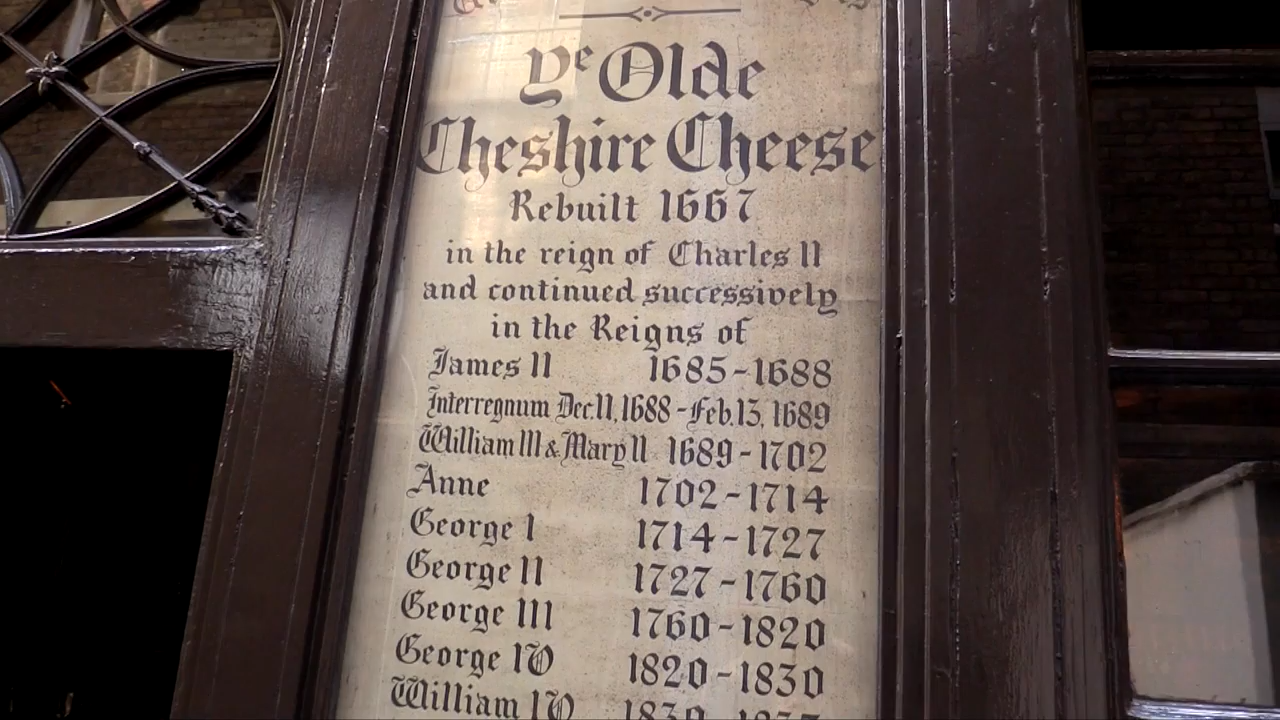 Ye Olde
Cheshire Cheese
Rebuilt 1667
in the reign of Charles II
and continued successively
in the Reigns of
James II 1685-1688
Interregnum Dec.11,1688-Feb.13,1689
William III & Mary II 1689-1702
Anne 1702-1714
George I 1714-1727
George II 1727-1760
George III 1760-1820
George IV 1820-1830
William IV 1830-1837